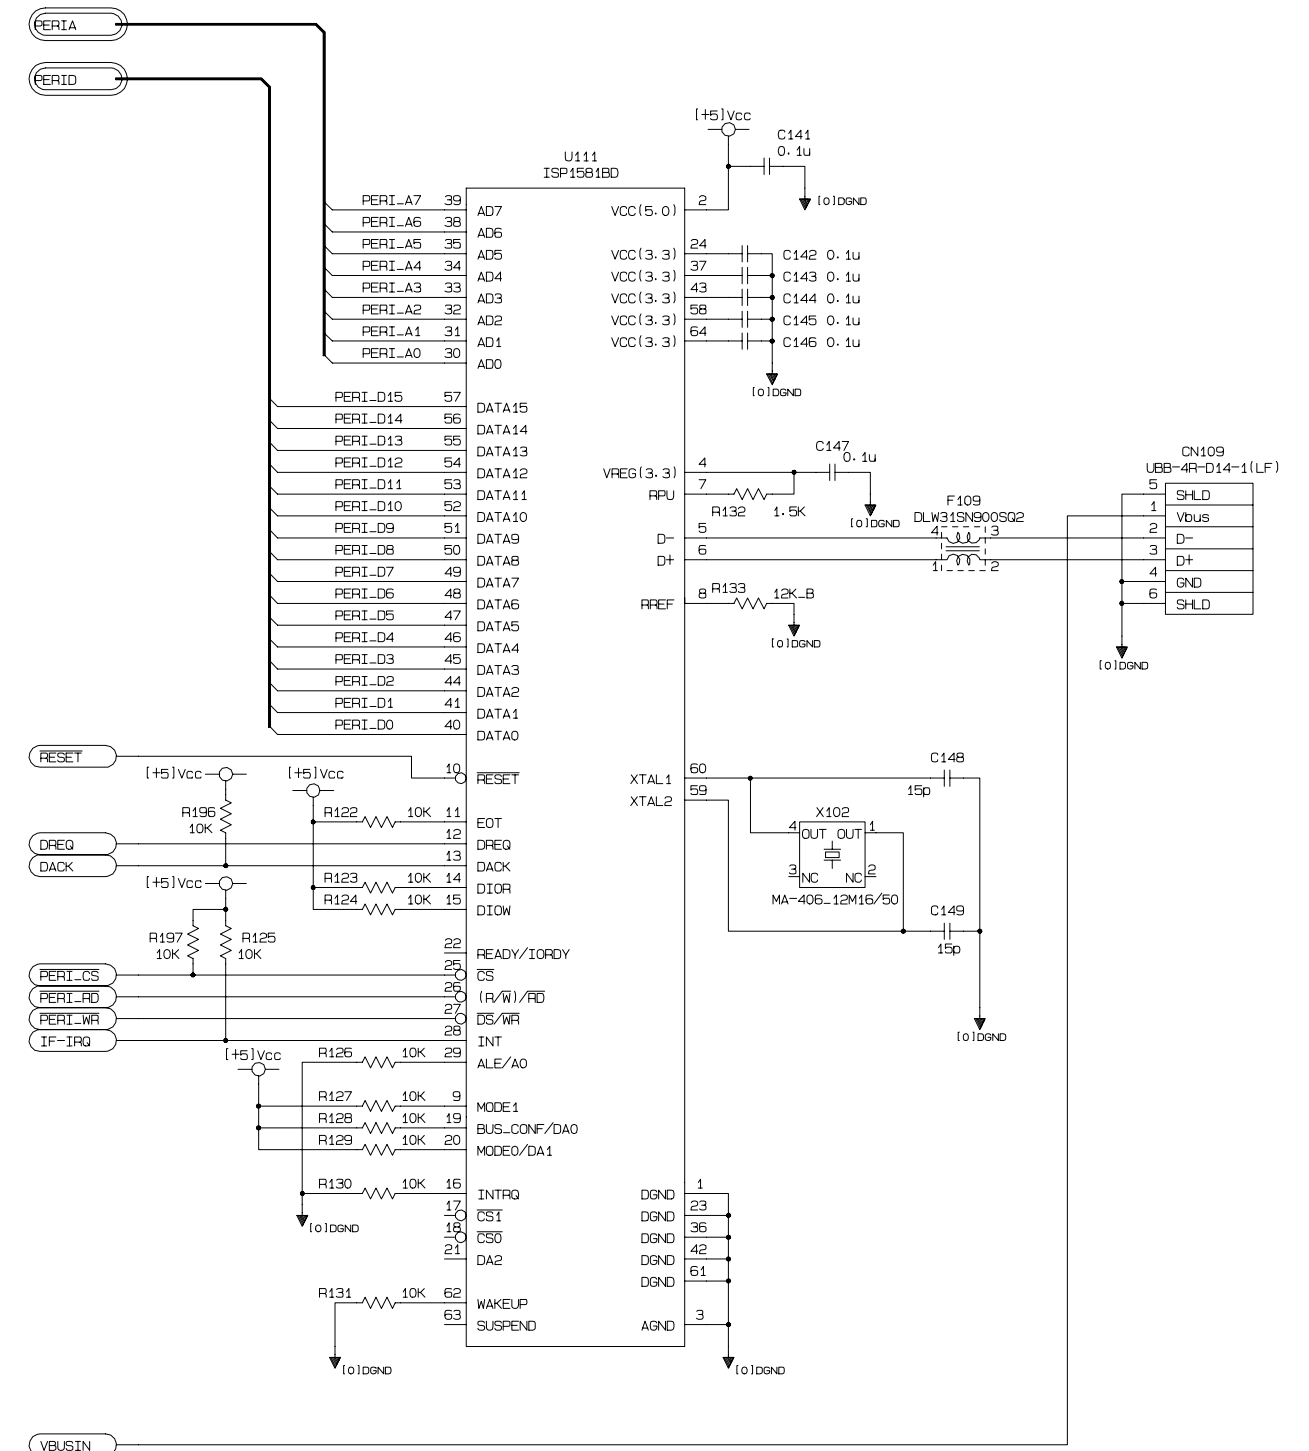 PERIA
PERID
[+5]Vcc
C141
0.1u
[0]DGND
U111
ISP1581BD
PERI_A7 39 AD7
PERI_A6 38 AD6
PERI_A5 35 AD5
PERI_A4 34 AD4
PERI_A3 33 AD3
PERI_A2 32 AD2
PERI_A1 31 AD1
PERI_A0 30 AD0
PERI_D15 57 DATA15
PERI_D14 56 DATA14
PERI_D13 55 DATA13
PERI_D12 54 DATA12
PERI_D11 53 DATA11
PERI_D10 52 DATA10
PERI_D9 51 DATA9
PERI_D8 50 DATA8
PERI_D7 49 DATA7
PERI_D6 48 DATA6
PERI_D5 47 DATA5
PERI_D4 46 DATA4
PERI_D3 45 DATA3
PERI_D2 44 DATA2
PERI_D1 41 DATA1
PERI_D0 40 DATA0
RESET 10 RESET
[+5]Vcc
[+5]Vcc
R196
10K
R122 10K 11 EOT
DREQ 12 DREQ
DACK 13 DACK
[+5]Vcc
R123 10K 14 DIOR
R124 10K 15 DIOW
R197
10K
R125
10K
22 READY/IORDY
PERI_CS 25 CS
PERI_RD 26 (R/W)/RD
PERI_WR 27 DS/WR
IF-IRQ 28 INT
[+5]Vcc
R126 10K 29 ALE/A0
R127 10K 9 MODE1
R128 10K 19 BUS_CONF/DA0
R129 10K 20 MODE0/DA1
R130 10K 16 INTRQ
[0]DGND
17 CS1
18 CS0
21 DA2
R131 10K 62 WAKEUP
63 SUSPEND
[0]DGND
VBUSIN
VCC(5.0) 2
VCC(3.3) 24 C142 0.1u
VCC(3.3) 37 C143 0.1u
VCC(3.3) 43 C144 0.1u
VCC(3.3) 58 C145 0.1u
VCC(3.3) 64 C146 0.1u
[0]DGND
VREG(3.3) 4
C147
0.1u
[0]DGND
RPU 7 R132 1.5K
D- 5
D+ 6
F109
DLW31SN900SQ2
4 3
1 2
RREF 8 R133 12K_B
[0]DGND
CN109
UBB-4R-D14-1(LF)
5 SHLD
1 Vbus
2 D-
3 D+
4 GND
6 SHLD
[0]DGND
XTAL1 60
XTAL2 59
C148
15p
X102
4 OUT OUT 1
3 NC NC 2
MA-406_12M16/50
C149
15p
[0]DGND
DGND 1
DGND 23
DGND 36
DGND 42
DGND 61
AGND 3
[0]DGND